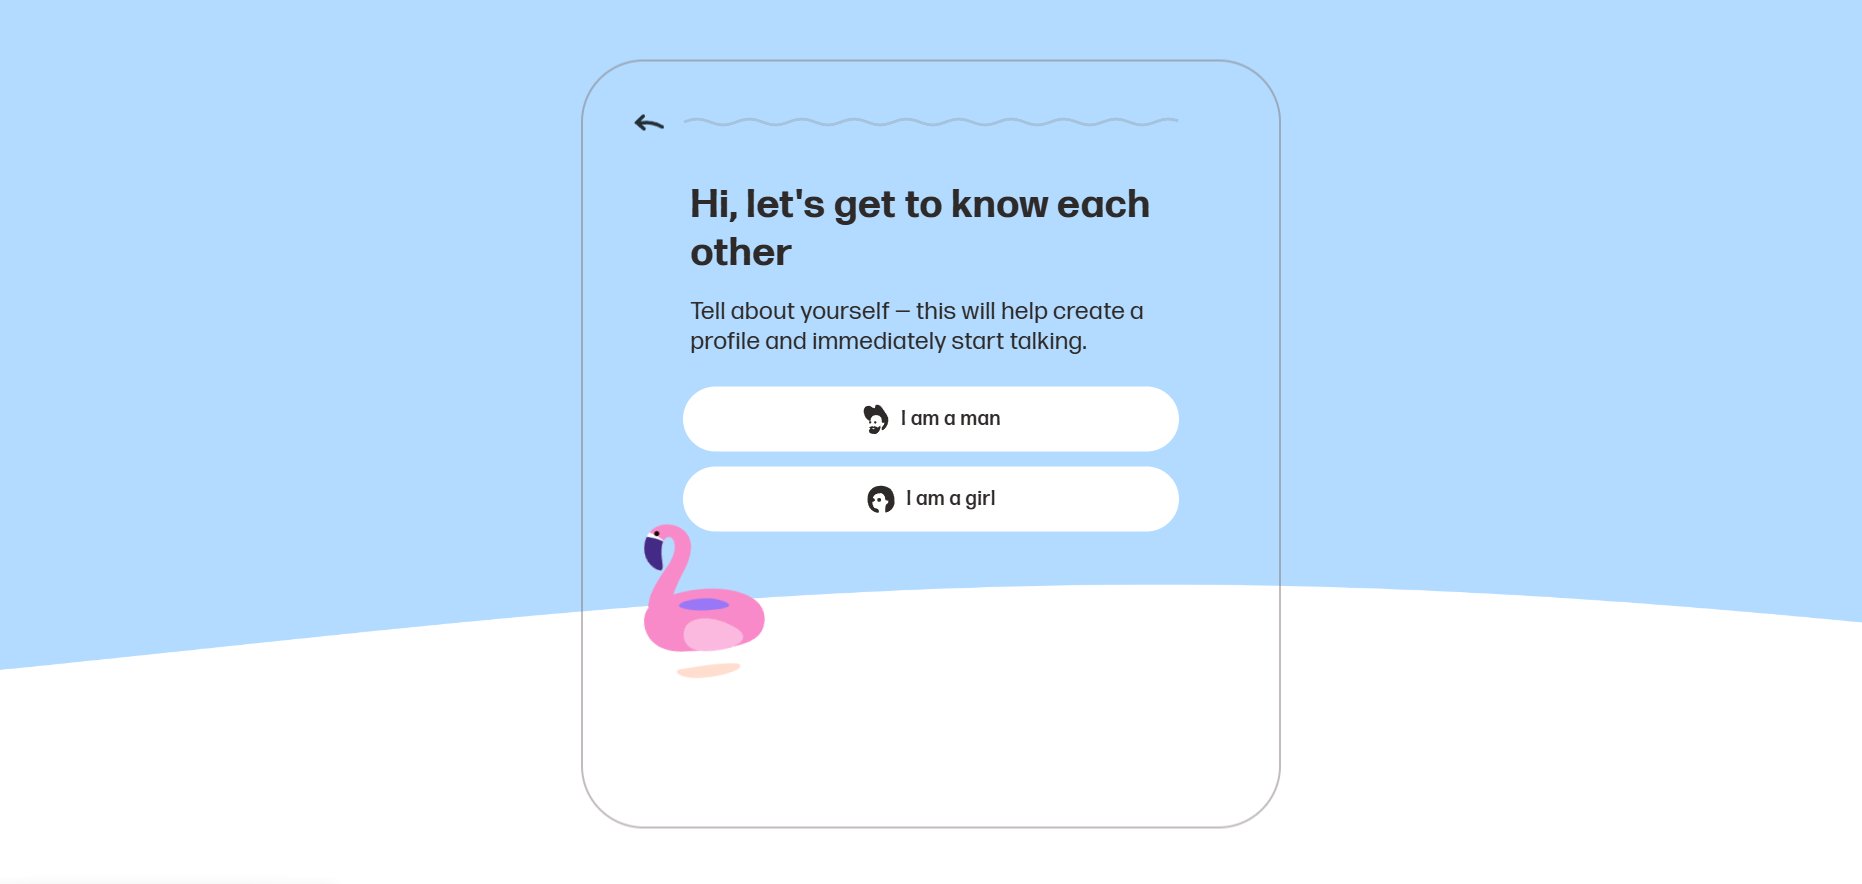 Hi, let's get to know each
other
Tell about yourself — this will help create a
profile and immediately start talking.
I am a man
I am a girl